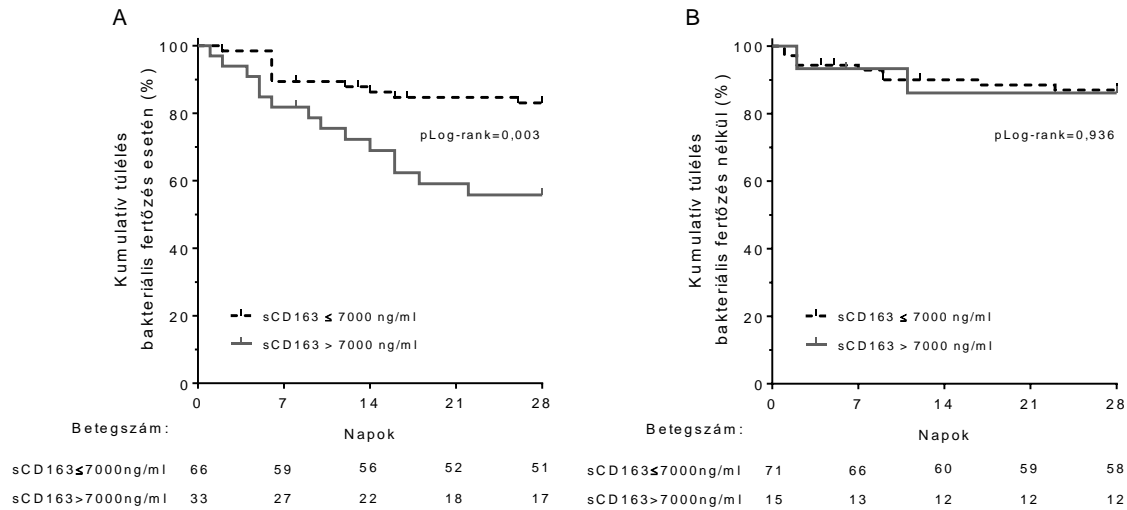 A
Kumulatív túlélés
bakteriális fertőzés esetén (%)
100
80
60
40
20
0
pLog-rank=0,003
sCD163 ≤ 7000 ng/ml
sCD163 > 7000 ng/ml
0 7 14 21 28
Napok
Betegszám:
sCD163≤7000ng/ml 66 59 56 52 51
sCD163>7000ng/ml 33 27 22 18 17
B
Kumulatív túlélés
bakteriális fertőzés nélkül (%)
100
80
60
40
20
0
pLog-rank=0,936
sCD163 ≤ 7000 ng/ml
sCD163 > 7000 ng/ml
0 7 14 21 28
Napok
Betegszám:
sCD163≤7000ng/ml 71 66 60 59 58
sCD163>7000ng/ml 15 13 12 12 12